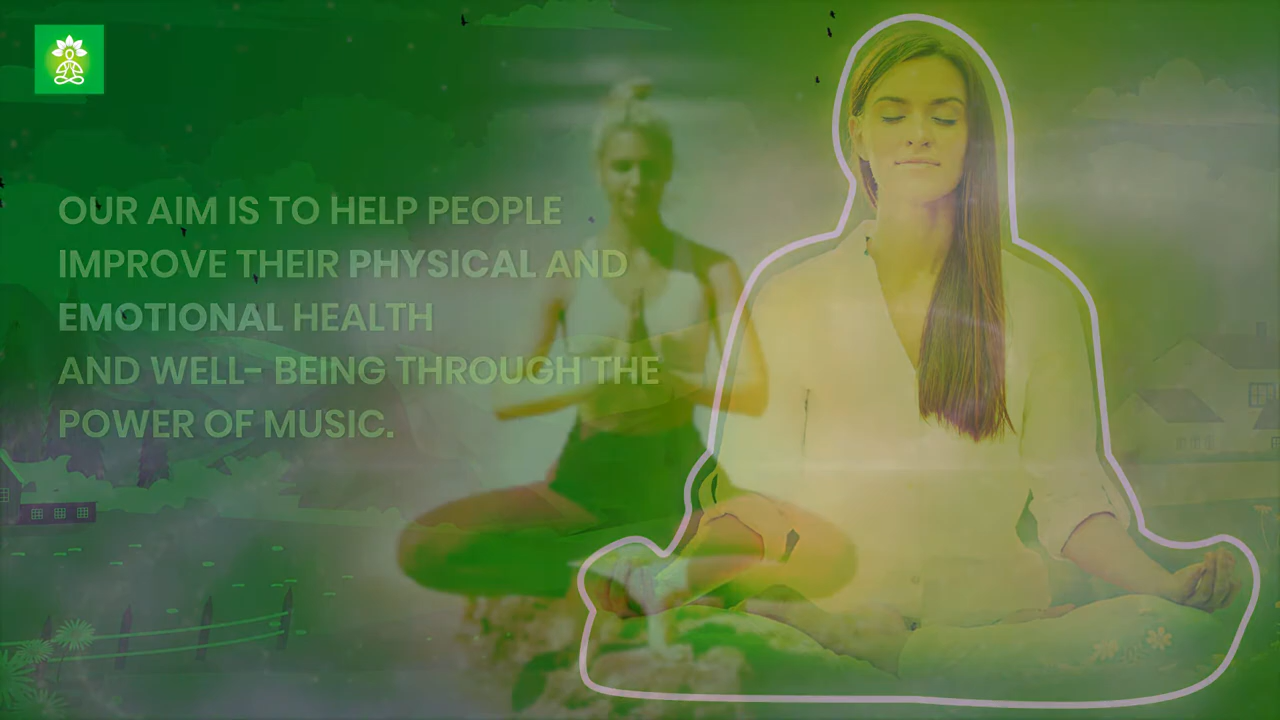 OUR AIM IS TO HELP PEOPLE
IMPROVE THEIR PHYSICAL AND
EMOTIONAL HEALTH
AND WELL- BEING THROUGH THE
POWER OF MUSIC.